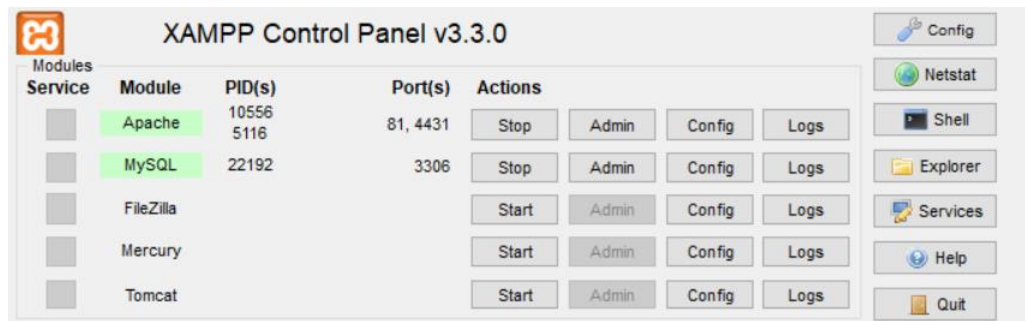 XAMPP Control Panel v3.3.0
Config
Modules
Service Module PID(s) Port(s) Actions
Netstat
Apache 10556 5116 81, 4431 Stop Admin Config Logs
Shell
MySQL 22192 3306 Stop Admin Config Logs
Explorer
FileZilla Start Admin Config Logs
Services
Mercury Start Admin Config Logs
Help
Tomcat Start Admin Config Logs
Quit